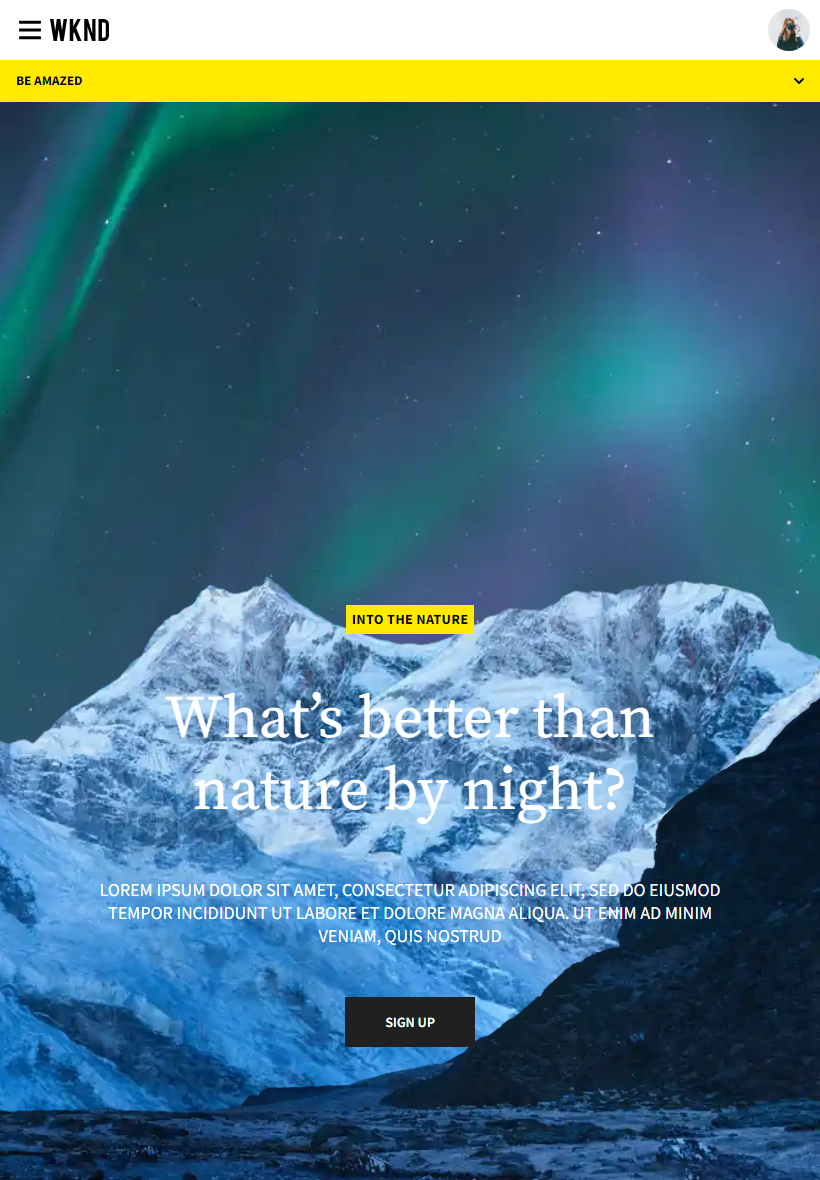 WKND
BE AMAZED
INTO THE NATURE
What’s better than
nature by night?
LOREM IPSUM DOLOR SIT AMET, CONSECTETUR ADIPISCING ELIT, SED DO EIUSMOD
TEMPOR INCIDIDUNT UT LABORE ET DOLORE MAGNA ALIQUA. UT ENIM AD MINIM
VENIAM, QUIS NOSTRUD
SIGN UP